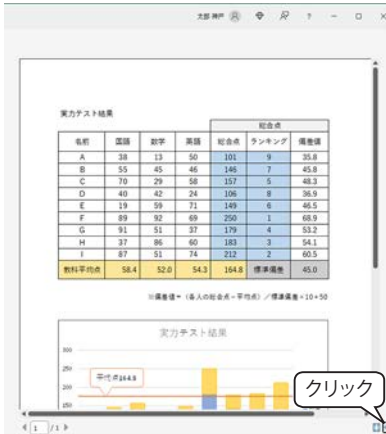 太郎 神戸 ? － □ ×
実力テスト結果
総合点
名前 国語 数学 英語 総合点 ランキング 偏差値
A 38 13 50 101 9 35.8
B 55 45 46 146 7 45.8
C 70 29 58 157 5 48.3
D 40 42 24 106 8 36.9
E 19 59 71 149 6 46.5
F 89 92 69 250 1 68.9
G 91 51 37 179 4 53.2
H 37 86 60 183 3 54.1
I 87 51 74 212 2 60.5
教科平均点 58.4 52.0 54.3 164.8 標準偏差 45.0
※偏差値＝（各人の総合点－平均点）／標準偏差×10+50
実力テスト結果
300
250
平均点164.8
200
150
クリック
1 /1